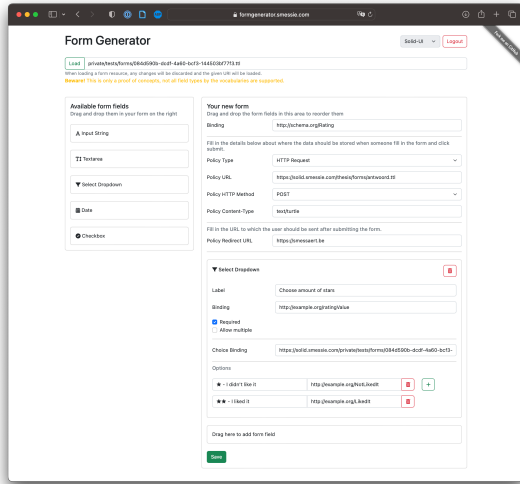 formgenerator.smessie.com
Fork me on GitHub
Form Generator
Solid-UI
Logout
Load
private/tests/forms/084d590b-dcdf-4a60-bcf3-144503bf77f3.ttl
When loading a form resource, any changes will be discarded and the given URI will be loaded.
Beware! This is only a proof of concepts, not all field types by the vocabularies are supported.
Available form fields
Drag and drop them in your form on the right
Input String
Textarea
Select Dropdown
Date
Checkbox
Your new form
Drag and drop the form fields in this area to reorder them
Binding
http://schema.org/Rating
Fill in the details below about where the data should be stored when someone fill in the form and click
submit.
Policy Type
HTTP Request
Policy URL
https://solid.smessie.com/thesis/forms/antwoord.ttl
Policy HTTP Method
POST
Policy Content-Type
text/turtle
Fill in the URL to which the user should be sent after submitting the form.
Policy Redirect URL
https://smessaert.be
Select Dropdown
Label
Choose amount of stars
Binding
http://example.org/ratingValue
Required
Allow multiple
Choice Binding
https://solid.smessie.com/private/tests/forms/084d590b-dcdf-4a60-bcf3-
Options
★ - I didn't like it
http://example.org/NotLikedIt
+
★★ - I liked it
http://example.org/LikedIt
Drag here to add form field
Save